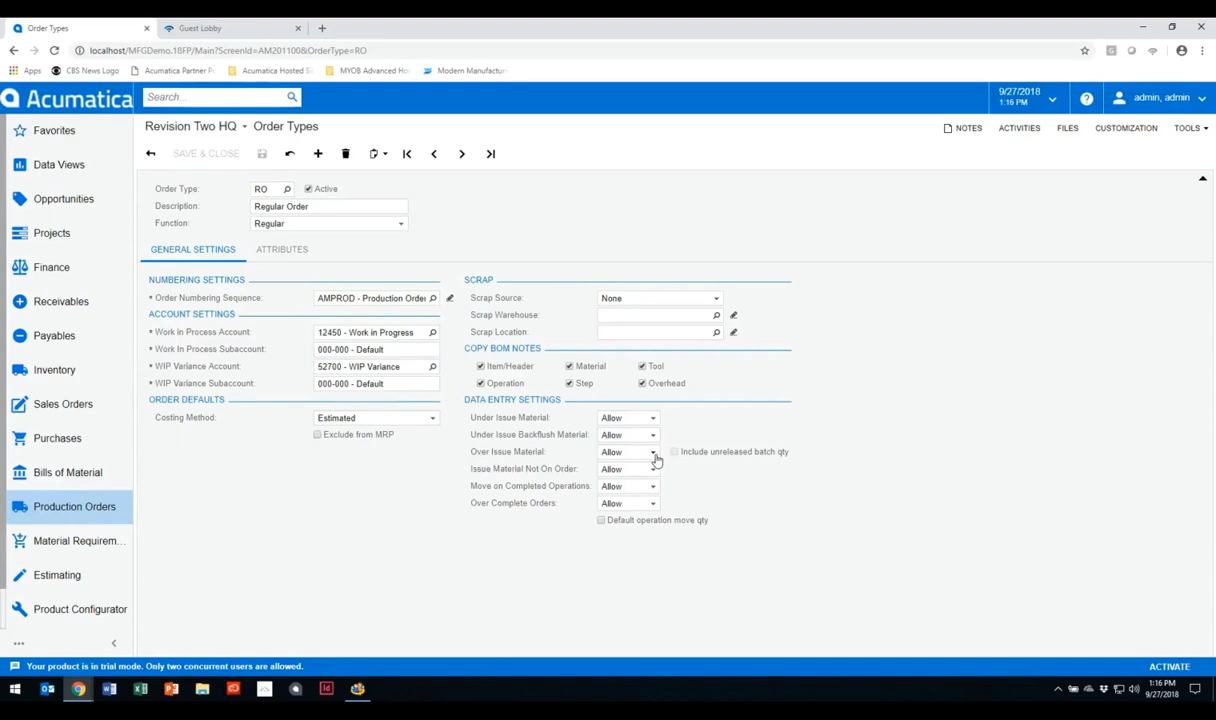 Order Types
Guest Lobby
localhost/MFGDemo.18FP/Main?ScreenId=AM201100&OrderType=RO
Apps
CBS News Logo
Acumatica Partner P
Acumatica Hosted S
MYOB Advanced Ho
Modern Manufactu
Acumatica
Search...
9/27/2018
1:16 PM
admin, admin
Revision Two HQ
Order Types
NOTES
ACTIVITIES
FILES
CUSTOMIZATION
TOOLS
SAVE & CLOSE
Favorites
Data Views
Opportunities
Projects
Finance
Receivables
Payables
Inventory
Sales Orders
Purchases
Bills of Material
Production Orders
Material Requirem...
Estimating
Product Configurator
Order Type:
RO
Active
Description:
Regular Order
Function:
Regular
GENERAL SETTINGS
ATTRIBUTES
NUMBERING SETTINGS
* Order Numbering Sequence:
AMPROD - Production Order
ACCOUNT SETTINGS
* Work in Process Account:
12450 - Work in Progress
* Work In Process Subaccount:
000-000 - Default
* WIP Variance Account:
52700 - WIP Variance
* WIP Variance Subaccount:
000-000 - Default
ORDER DEFAULTS
Costing Method:
Estimated
Exclude from MRP
SCRAP
Scrap Source:
None
Scrap Warehouse:
Scrap Location:
COPY BOM NOTES
Item/Header
Material
Tool
Operation
Step
Overhead
DATA ENTRY SETTINGS
Under Issue Material:
Allow
Under Issue Backflush Material:
Allow
Over Issue Material:
Allow
Include unreleased batch qty
Issue Material Not On Order:
Allow
Move on Completed Operations:
Allow
Over Complete Orders:
Allow
Default operation move qty
Your product is in trial mode. Only two concurrent users are allowed.
ACTIVATE
1:16 PM
9/27/2018